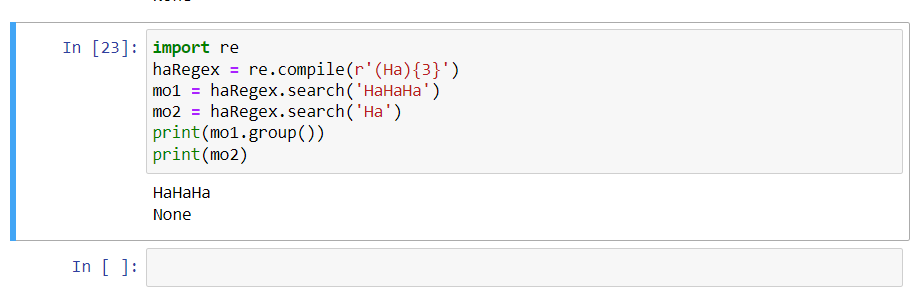 None
In [23]: import re
haRegex = re.compile(r'(Ha){3}')
mo1 = haRegex.search('HaHaHa')
mo2 = haRegex.search('Ha')
print(mo1.group())
print(mo2)
HaHaHa
None
In [ ]: